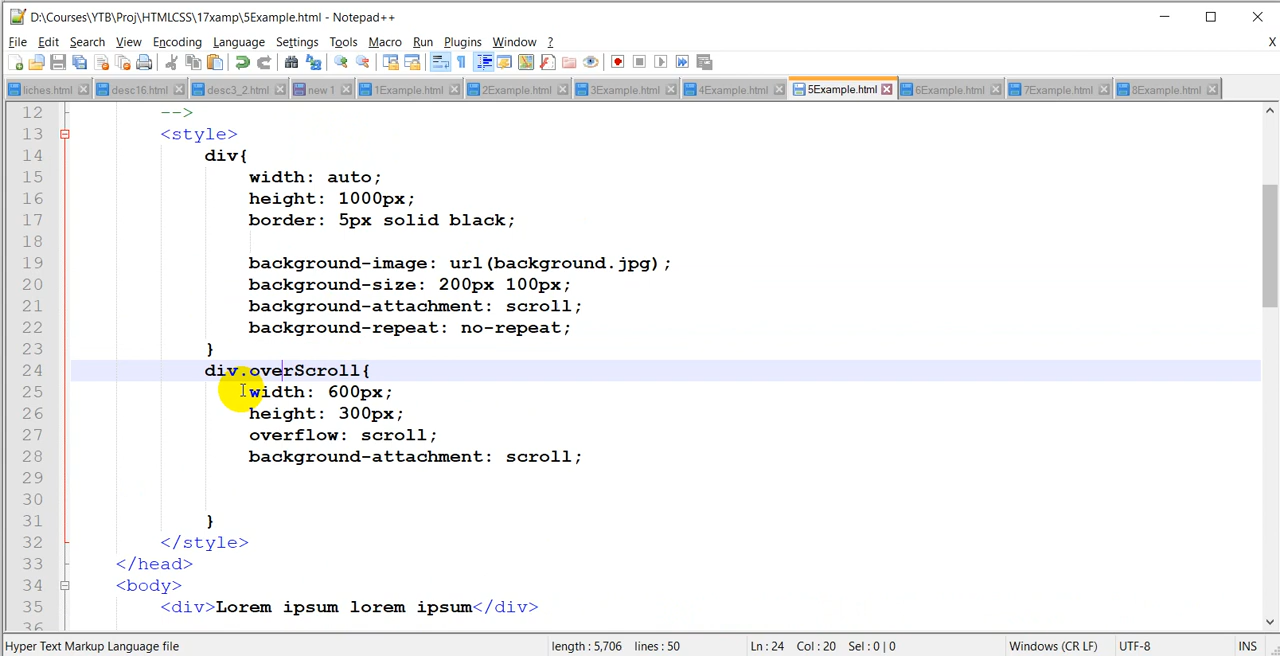 D:\Courses\YTB\Proj\HTMLCSS\17xamp\5Example.html - Notepad++
File Edit Search View Encoding Language Settings Tools Macro Run Plugins Window ? X
liches.html desc16.html desc3_2.html new 1 1Example.html 2Example.html 3Example.html 4Example.html 5Example.html 6Example.html 7Example.html 8Example.html
12 -->
13 <style>
14 div{
15 width: auto;
16 height: 1000px;
17 border: 5px solid black;
18
19 background-image: url(background.jpg);
20 background-size: 200px 100px;
21 background-attachment: scroll;
22 background-repeat: no-repeat;
23 }
24 div.overScroll{
25 width: 600px;
26 height: 300px;
27 overflow: scroll;
28 background-attachment: scroll;
29
30
31 }
32 </style>
33 </head>
34 <body>
35 <div>Lorem ipsum lorem ipsum</div>
36
Hyper Text Markup Language file length : 5,706 lines : 50 Ln : 24 Col : 20 Sel : 0 | 0 Windows (CR LF) UTF-8 INS